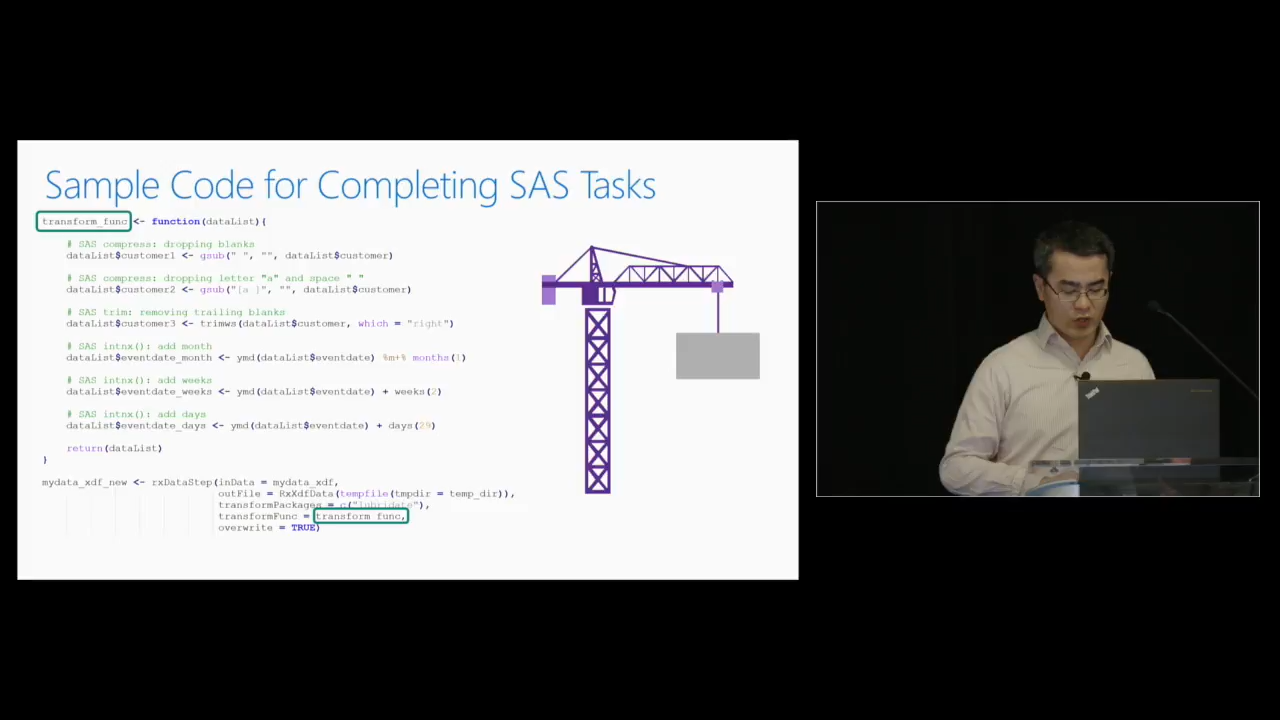 Sample Code for Completing SAS Tasks
transform_func <- function(dataList){
# SAS compress: dropping blanks
dataList$customer1 <- gsub(" ", "", dataList$customer)
# SAS compress: dropping letter "a" and space " "
dataList$customer2 <- gsub("[a ]", "", dataList$customer)
# SAS trim: removing trailing blanks
dataList$customer3 <- trimws(dataList$customer, which = "right")
# SAS intnx(): add month
dataList$eventdate_month <- ymd(dataList$eventdate) %m+% months(1)
# SAS intnx(): add weeks
dataList$eventdate_weeks <- ymd(dataList$eventdate) + weeks(2)
# SAS intnx(): add days
dataList$eventdate_days <- ymd(dataList$eventdate) + days(29)
return(dataList)
}
mydata_xdf_new <- rxDataStep(inData = mydata_xdf,
outFile = RxXdfData(tempfile(tmpdir = temp_dir)),
transformPackages = c("lubridate"),
transformFunc = transform_func,
overwrite = TRUE)
ThinkPad